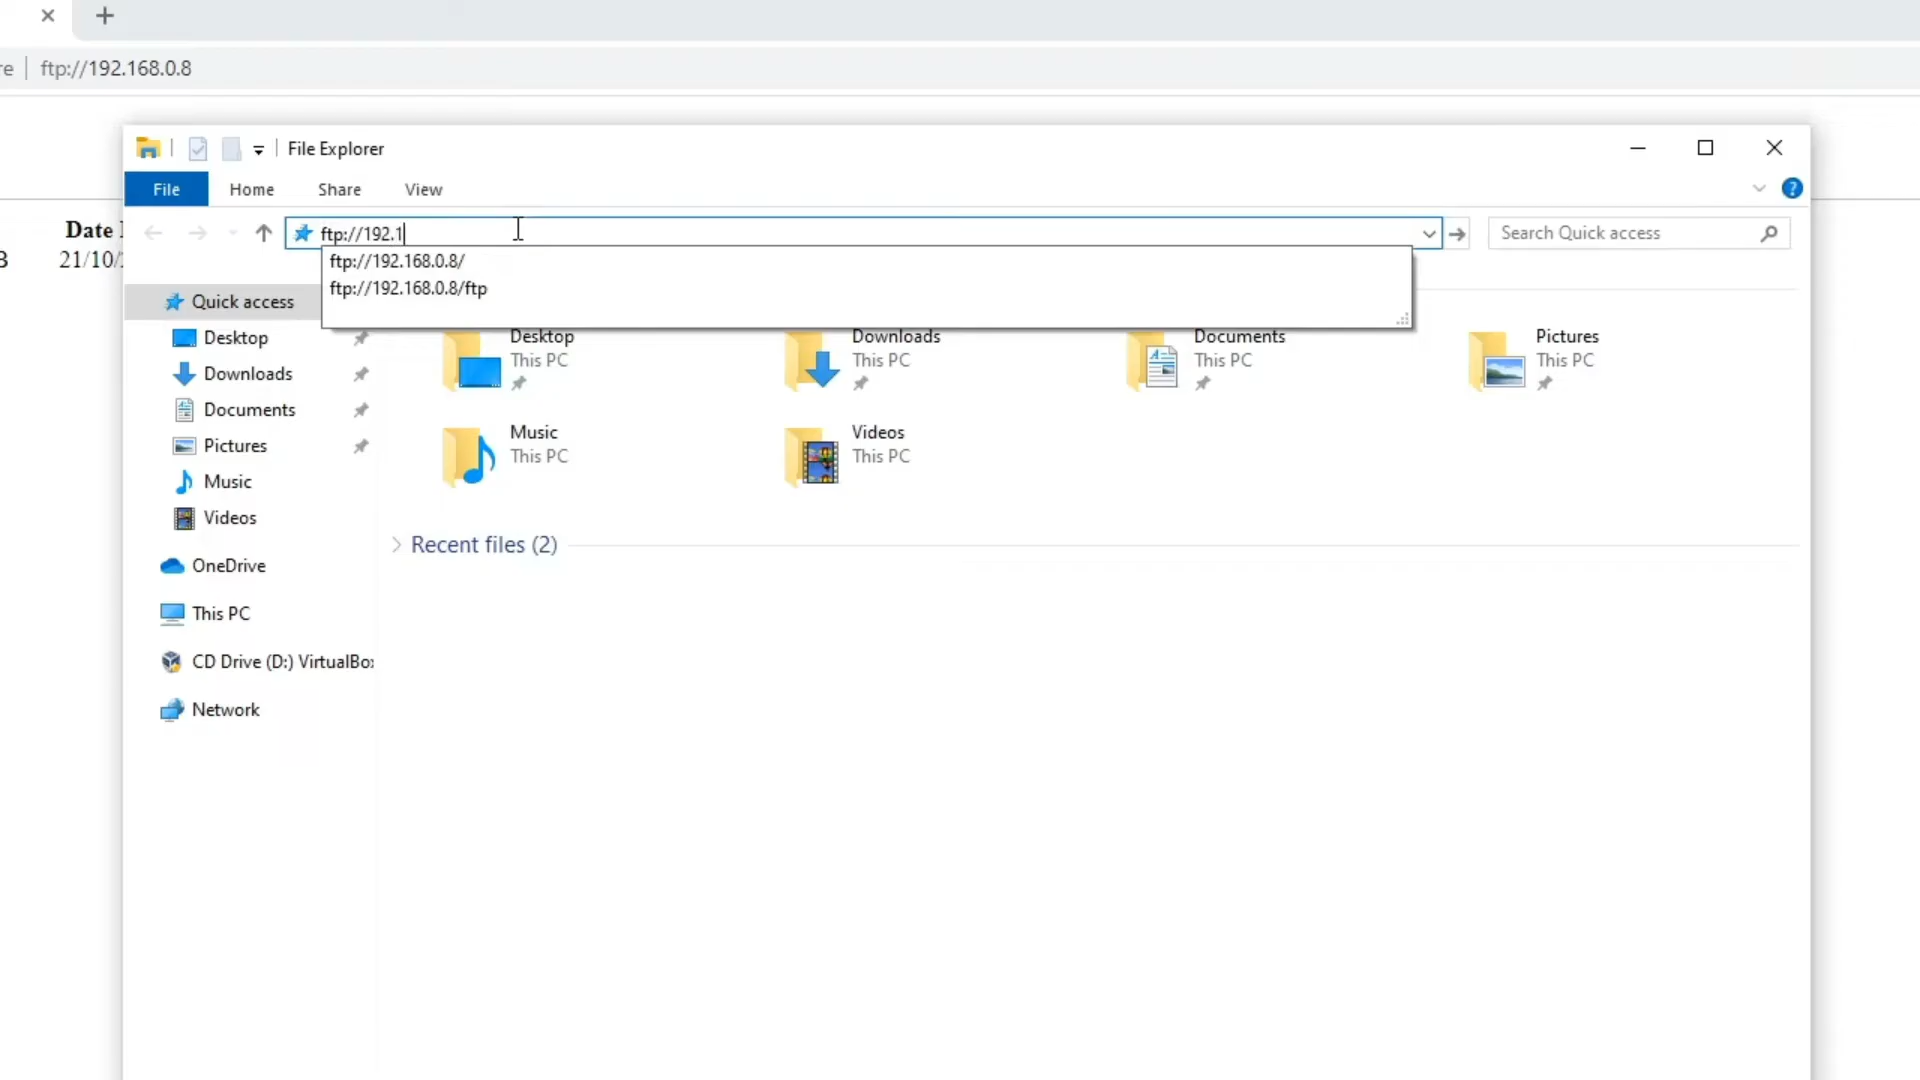 re
ftp://192.168.0.8
File Explorer
File
Home
Share
View
ftp://192.1
Search Quick access
ftp://192.168.0.8/
ftp://192.168.0.8/ftp
Date
B
21/10/
Quick access
Desktop
Downloads
Documents
Pictures
Music
Videos
OneDrive
This PC
CD Drive (D:) VirtualBox
Network
Desktop
This PC
Downloads
This PC
Documents
This PC
Pictures
This PC
Music
This PC
Videos
This PC
Recent files (2)